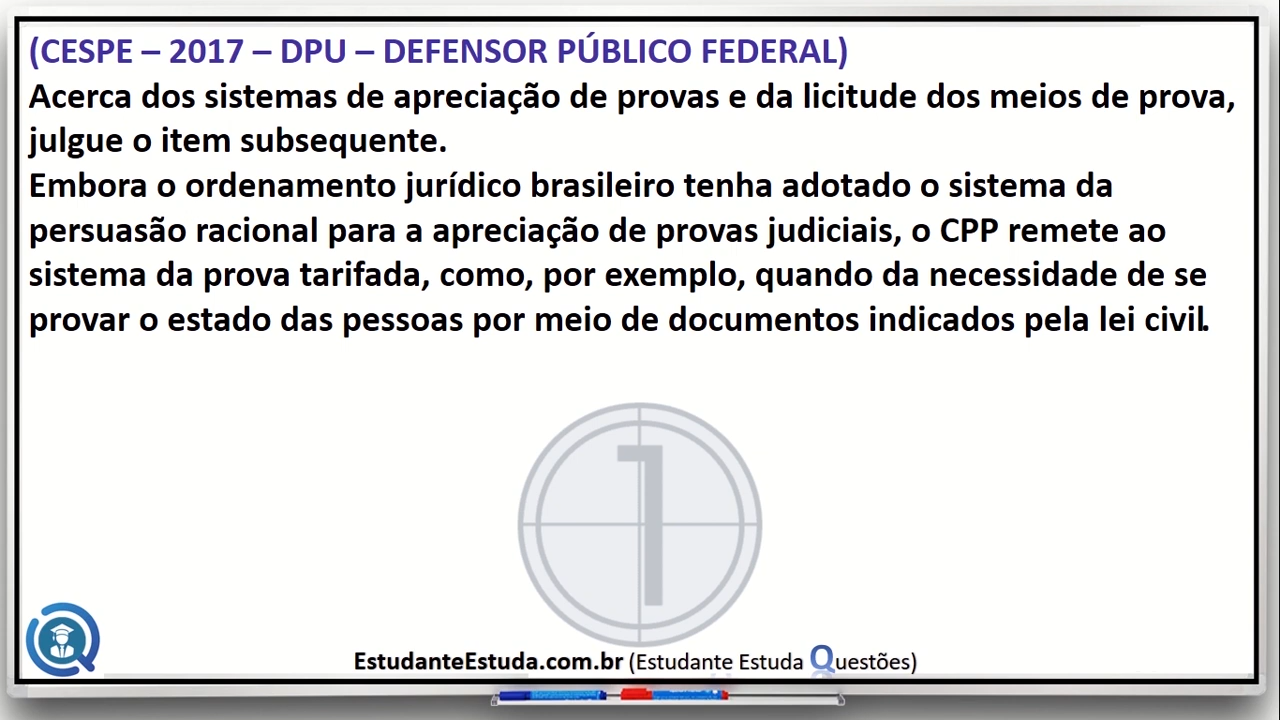 (CESPE – 2017 – DPU – DEFENSOR PÚBLICO FEDERAL)
Acerca dos sistemas de apreciação de provas e da licitude dos meios de prova,
julgue o item subsequente.
Embora o ordenamento jurídico brasileiro tenha adotado o sistema da
persuasão racional para a apreciação de provas judiciais, o CPP remete ao
sistema da prova tarifada, como, por exemplo, quando da necessidade de se
provar o estado das pessoas por meio de documentos indicados pela lei civil.
1
EstudanteEstuda.com.br (Estudante Estuda Questões)